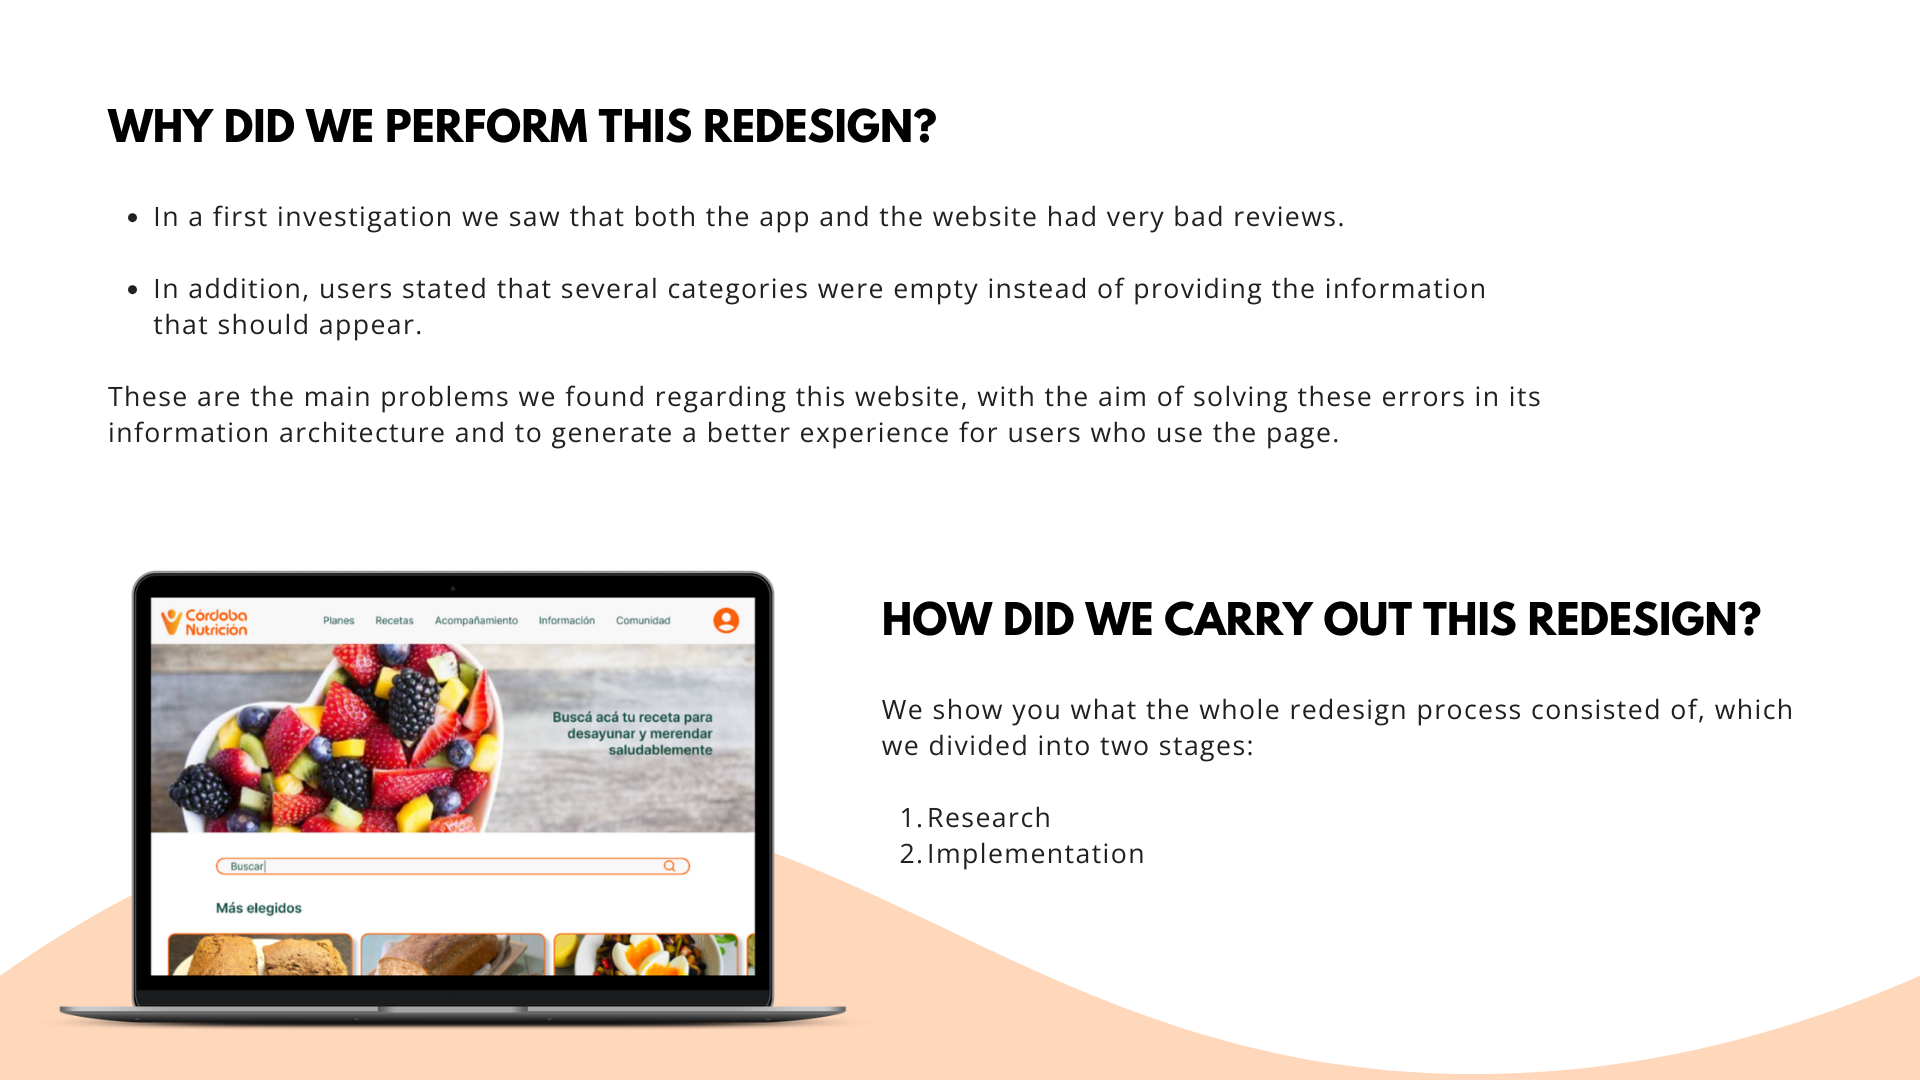 WHY DID WE PERFORM THIS REDESIGN?
• In a first investigation we saw that both the app and the website had very bad reviews.
• In addition, users stated that several categories were empty instead of providing the information
that should appear.
These are the main problems we found regarding this website, with the aim of solving these errors in its
information architecture and to generate a better experience for users who use the page.
Córdoba
Nutrición
Planes Recetas Acompañamiento Información Comunidad
Buscá acá tu receta para
desayunar y merendar
saludablemente
Buscar
Más elegidos
HOW DID WE CARRY OUT THIS REDESIGN?
We show you what the whole redesign process consisted of, which
we divided into two stages:
1. Research
2. Implementation